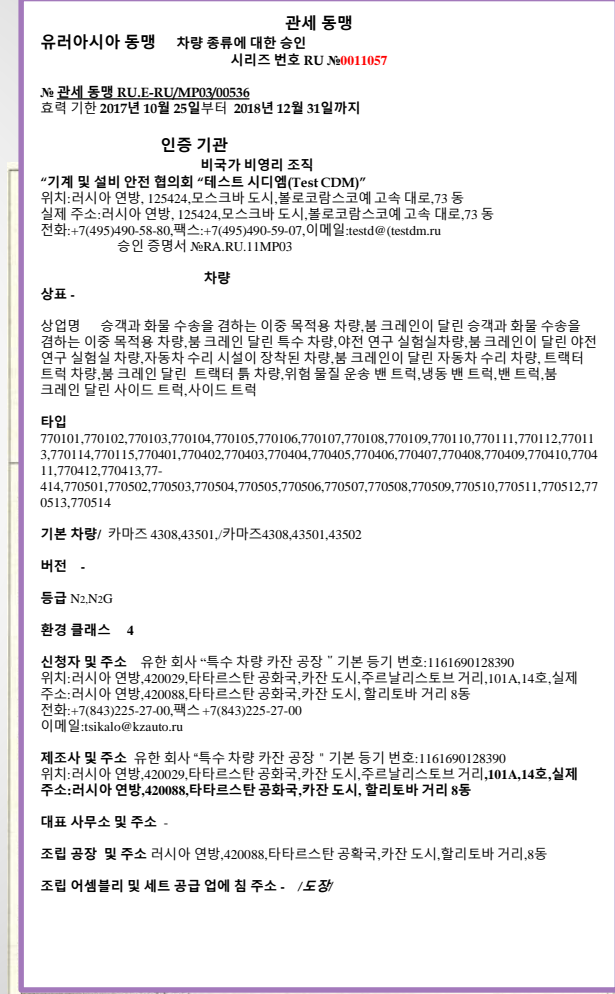 관세 동맹
유러아시아 동맹 차량 종류에 대한 승인
시리즈 번호 RU №0011057
№ 관세 동맹 RU.E-RU/MP03/00536
효력 기한 2017년 10월 25일부터 2018년 12월 31일까지
인증 기관
비국가 비영리 조직
“기계 및 설비 안전 협의회 “테스트 시디엠(Test CDM)”
위치:러시아 연방, 125424,모스크바 도시,볼로코람스코예 고속 대로,73 동
실제 주소:러시아 연방, 125424,모스크바 도시,볼로코람스코예 고속 대로,73 동
전화:+7(495)490-58-80,팩스:+7(495)490-59-07,이메일:testd@(testdm.ru
승인 증명서 №RA.RU.11MP03
차량
상표 -
상업명 승객과 화물 수송을 겸하는 이중 목적용 차량,붐 크레인이 달린 승객과 화물 수송을
겸하는 이중 목적용 차량,붐 크레인 달린 특수 차량,야전 연구 실험실차량,붐 크레인이 달린 야전
연구 실험실 차량,자동차 수리 시설이 장착된 차량,붐 크레인이 달린 자동차 수리 차량, 트랙터
트럭 차량,붐 크레인 달린 트랙터 튥 차량,위험 물질 운송 밴 트럭,냉동 밴 트럭,밴 트럭,붐
크레인 달린 사이드 트럭,사이드 트럭
타입
770101,770102,770103,770104,770105,770106,770107,770108,770109,770110,770111,770112,77011
3,770114,770115,770401,770402,770403,770404,770405,770406,770407,770408,770409,770410,7704
11,770412,770413,77-
414,770501,770502,770503,770504,770505,770506,770507,770508,770509,770510,770511,770512,77
0513,770514
기본 차량/ 카마즈 4308,43501,/카마즈4308,43501,43502
버전 -
등급 N2,N2G
환경 클래스 4
신청자 및 주소 유한 회사 “특수 차량 카잔 공장 " 기본 등기 번호:1161690128390
위치:러시아 연방,420029,타타르스탄 공화국,카잔 도시,주르날리스토브 거리,101A,14호,실제
주소:러시아 연방,420088,타타르스탄 공화국,카잔 도시, 할리토바 거리 8동
전화:+7(843)225-27-00,팩스 +7(843)225-27-00
이메일:tsikalo@kzauto.ru
제조사 및 주소 유한 회사 “특수 차량 카잔 공장 " 기본 등기 번호:1161690128390
위치:러시아 연방,420029,타타르스탄 공화국,카잔 도시,주르날리스토브 거리,101A,14호,실제
주소:러시아 연방,420088,타타르스탄 공화국,카잔 도시, 할리토바 거리 8동
대표 사무소 및 주소 -
조립 공장 및 주소 러시아 연방,420088,타타르스탄 공확국,카잔 도시,할리토바 거리,8동
조립 어셈블리 및 세트 공급 업에 침 주소 - /도장/